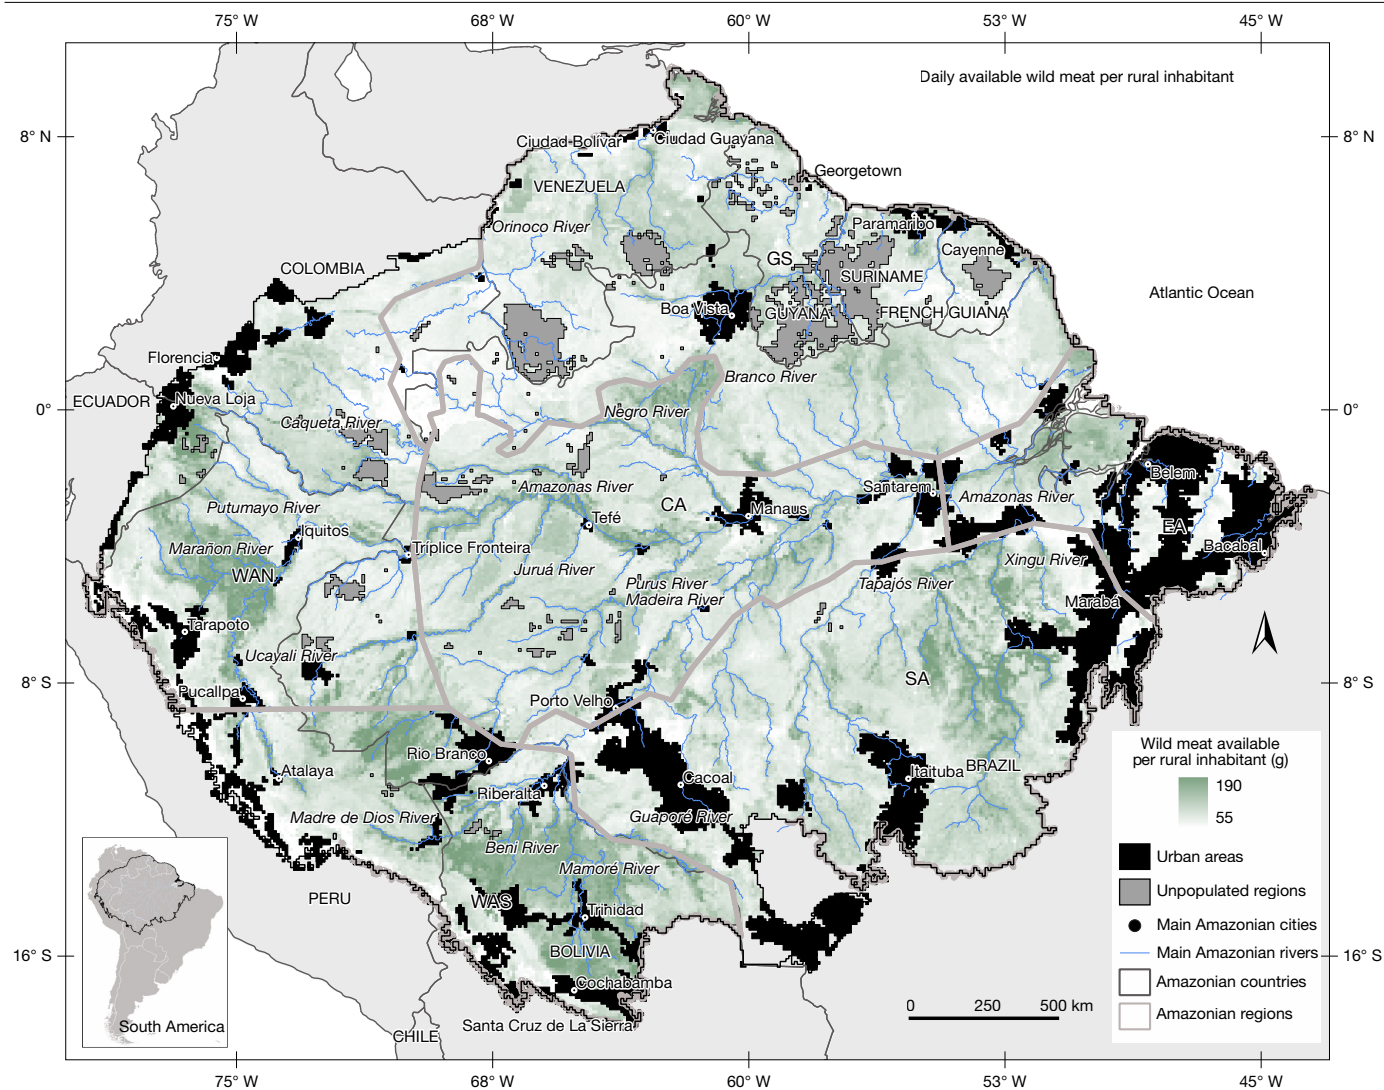 75° W
68° W
60° W
53° W
45° W
Daily available wild meat per rural inhabitant
8° N
8° N
Ciudad Bolivar
Ciudad Guayana
Georgetown
VENEZUELA
Orinoco River
Paramaribo
Cayenne
COLOMBIA
GS
SURINAME
Atlantic Ocean
Boa Vista
GUYANA
FRENCH GUIANA
Florencia
Branco River
ECUADOR
Nueva Loja
0°
0°
Caqueta River
Negro River
Belem
Amazonas River
Santarem
Amazonas River
Putumayo River
CA
Manaus
Tefé
EA
Iquitos
Bacabal
Marañon River
Tríplice Fronteira
Xingu River
WAN
Juruá River
Purus River
Tapajós River
Madeira River
Marabá
Tarapoto
Ucayali River
SA
8° S
8° S
Pucallpa
Porto Velho
Rio Branco
Atalaya
Cacoal
Itaituba
BRAZIL
Riberalta
Madre de Dios River
Guaporé River
Beni River
Mamoré River
PERU
WAS
Trinidad
BOLIVIA
16° S
16° S
Cochabamba
Santa Cruz de La Sierra
CHILE
South America
0
250
500 km
Wild meat available
per rural inhabitant (g)
190
55
Urban areas
Unpopulated regions
Main Amazonian cities
Main Amazonian rivers
Amazonian countries
Amazonian regions
75° W
68° W
60° W
53° W
45° W